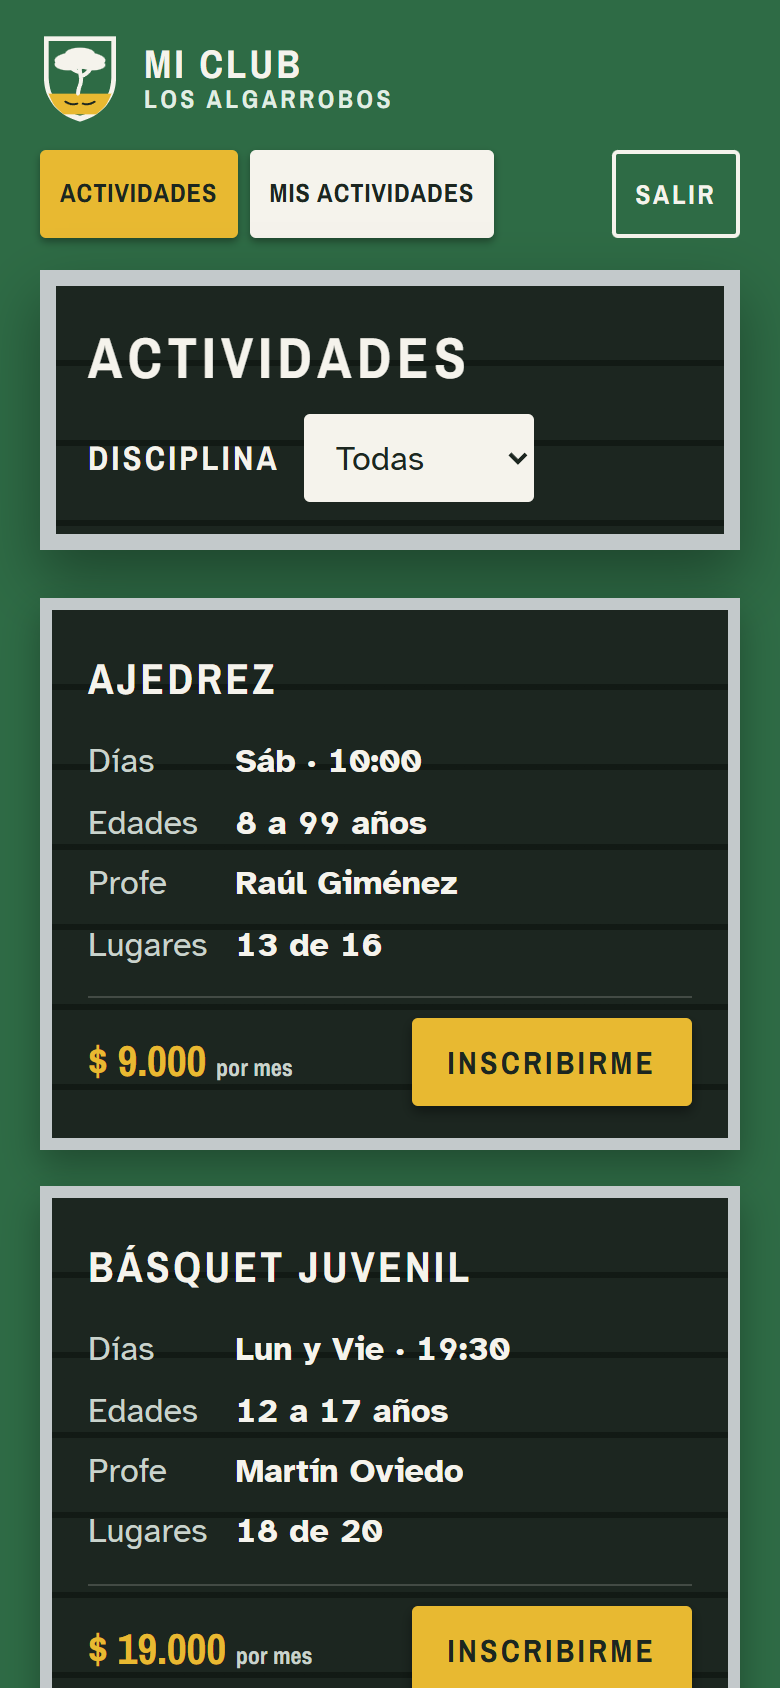 MI CLUB
LOS ALGARROBOS
ACTIVIDADES MIS ACTIVIDADES SALIR
ACTIVIDADES
DISCIPLINA Todas
AJEDREZ
Días Sáb · 10:00
Edades 8 a 99 años
Profe Raúl Giménez
Lugares 13 de 16
$ 9.000 por mes INSCRIBIRME
BÁSQUET JUVENIL
Días Lun y Vie · 19:30
Edades 12 a 17 años
Profe Martín Oviedo
Lugares 18 de 20
$ 19.000 por mes INSCRIBIRME